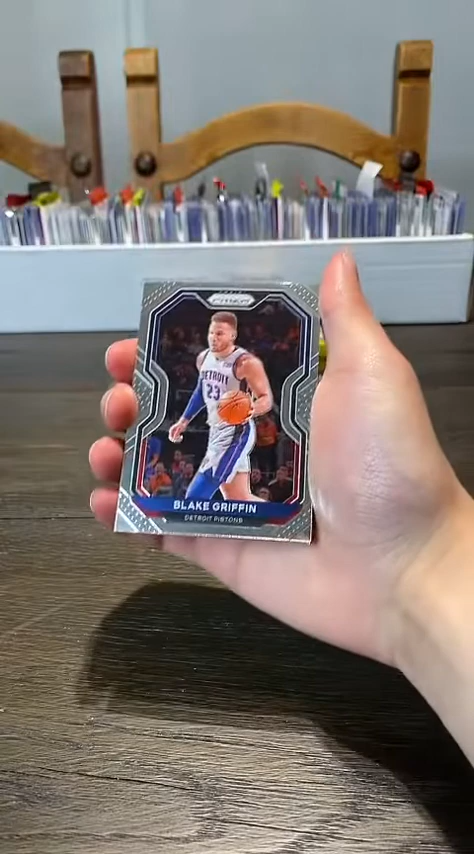 PRIZM
DETROIT
23
BLAKE GRIFFIN
DETROIT PISTONS